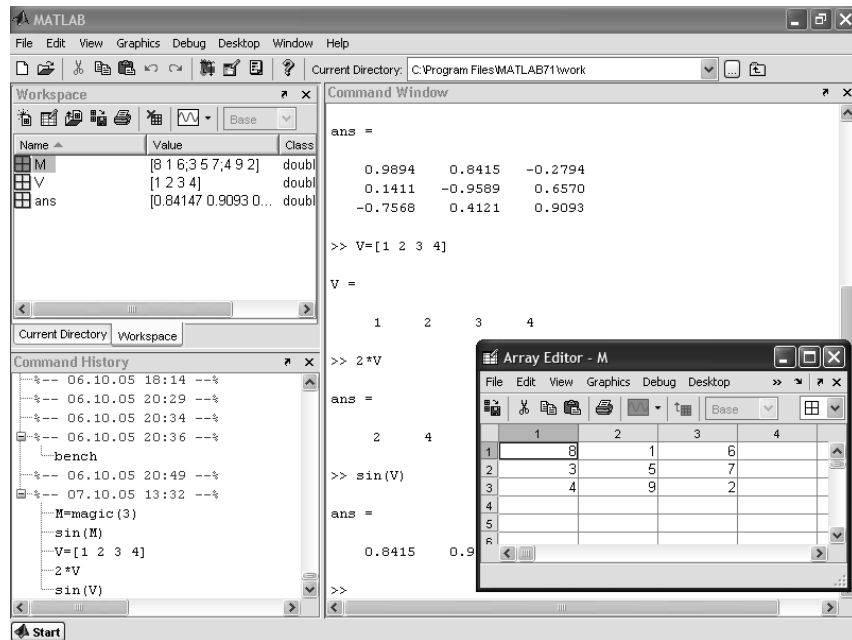 MATLAB
File Edit View Graphics Debug Desktop Window Help
Current Directory: C:\Program Files\MATLAB71\work
Workspace
Base
Name Value Class
M [8 1 6;3 5 7;4 9 2] doubl
V [1 2 3 4] doubl
ans [0.84147 0.9093 0... doubl
Current Directory Workspace
Command History
%-- 06.10.05 18:14 --%
%-- 06.10.05 20:29 --%
%-- 06.10.05 20:34 --%
%-- 06.10.05 20:36 --%
bench
%-- 06.10.05 20:49 --%
%-- 07.10.05 13:32 --%
M=magic(3)
sin(M)
V=[1 2 3 4]
2*V
sin(V)
Command Window
ans =
0.9894 0.8415 -0.2794
0.1411 -0.9589 0.6570
-0.7568 0.4121 0.9093
>> V=[1 2 3 4]
V =
1 2 3 4
>> 2*V
ans =
2 4
>> sin(V)
ans =
0.8415 0.9
>>
Array Editor - M
File Edit View Graphics Debug Desktop »
Base
1 2 3 4
1 8 1 6
2 3 5 7
3 4 9 2
4
5
6
Start